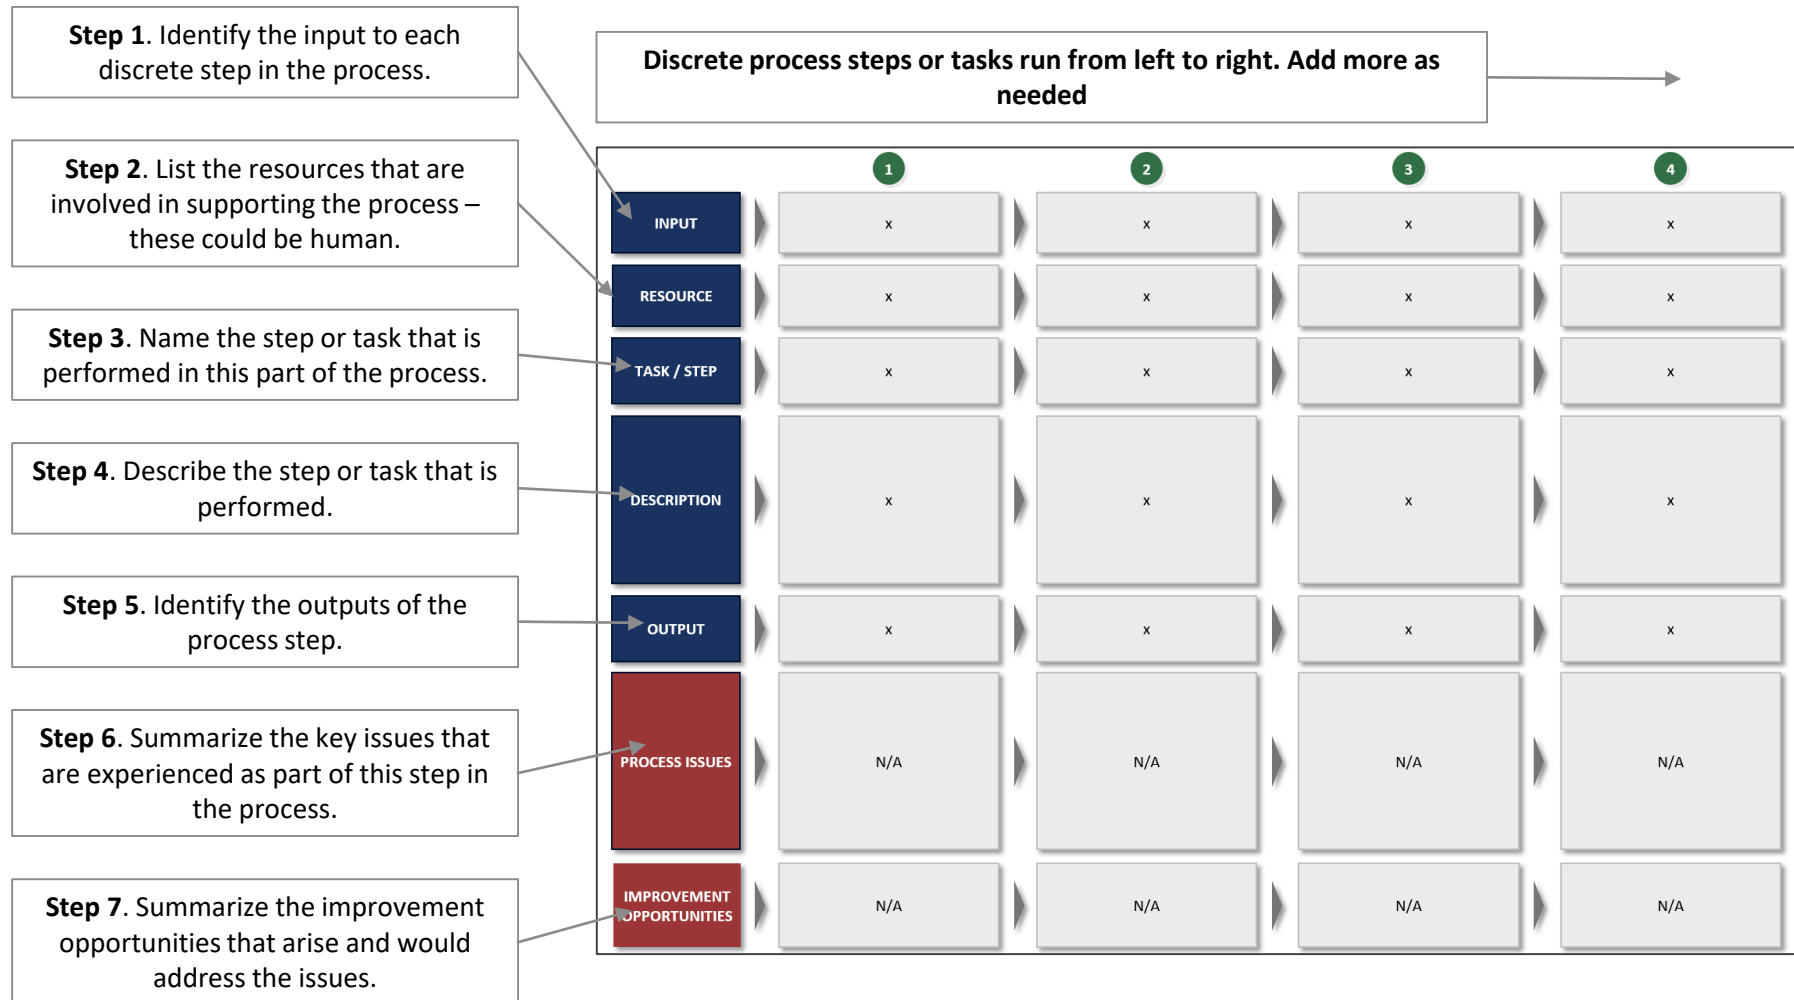 Step 1. Identify the input to each
discrete step in the process.
Step 2. List the resources that are
involved in supporting the process –
these could be human.
Step 3. Name the step or task that is
performed in this part of the process.
Step 4. Describe the step or task that is
performed.
Step 5. Identify the outputs of the
process step.
Step 6. Summarize the key issues that
are experienced as part of this step in
the process.
Step 7. Summarize the improvement
opportunities that arise and would
address the issues.
Discrete process steps or tasks run from left to right. Add more as
needed
1 2 3 4
INPUT x x x x
RESOURCE x x x x
TASK / STEP x x x x
DESCRIPTION x x x x
OUTPUT x x x x
PROCESS ISSUES N/A N/A N/A N/A
IMPROVEMENT
OPPORTUNITIES N/A N/A N/A N/A